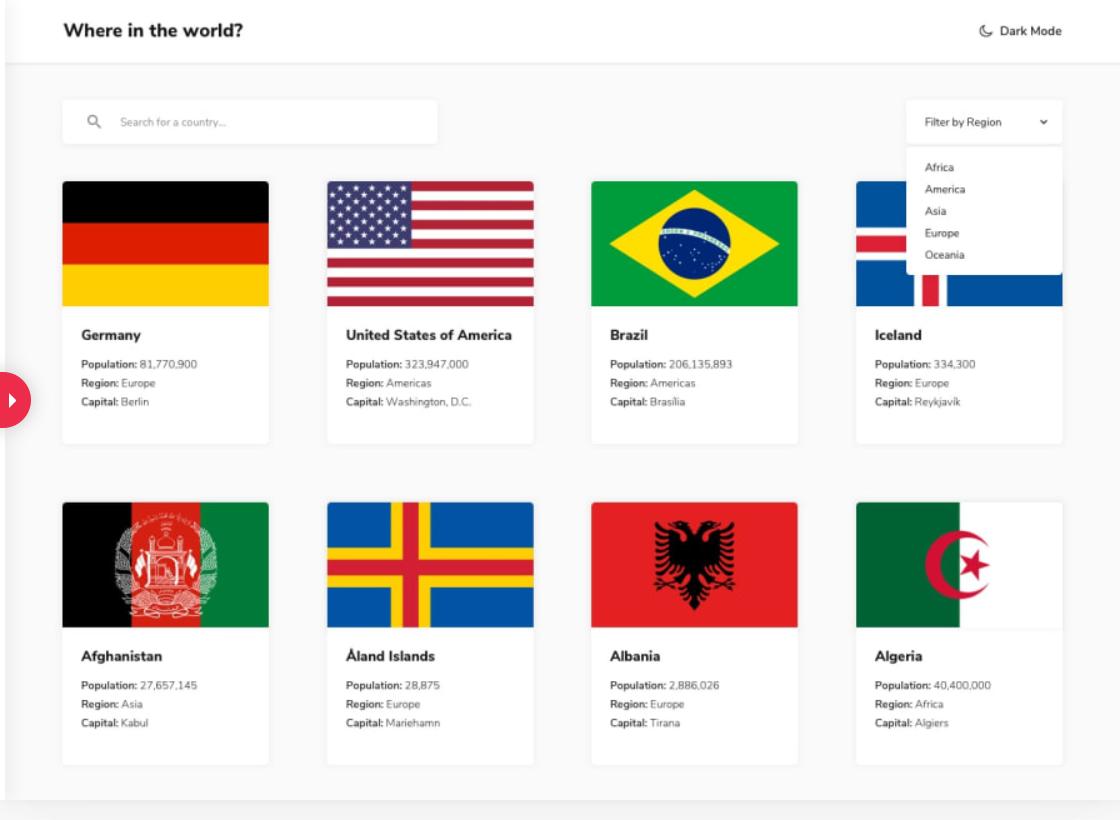 Where in the world?
Dark Mode
Search for a country...
Filter by Region
Africa
America
Asia
Europe
Oceania
Germany
Population: 81,770,900
Region: Europe
Capital: Berlin
United States of America
Population: 323,947,000
Region: Americas
Capital: Washington, D.C.
Brazil
Population: 206,135,893
Region: Americas
Capital: Brasília
Iceland
Population: 334,300
Region: Europe
Capital: Reykjavík
Afghanistan
Population: 27,657,145
Region: Asia
Capital: Kabul
Åland Islands
Population: 28,875
Region: Europe
Capital: Mariehamn
Albania
Population: 2,886,026
Region: Europe
Capital: Tirana
Algeria
Population: 40,400,000
Region: Africa
Capital: Algiers